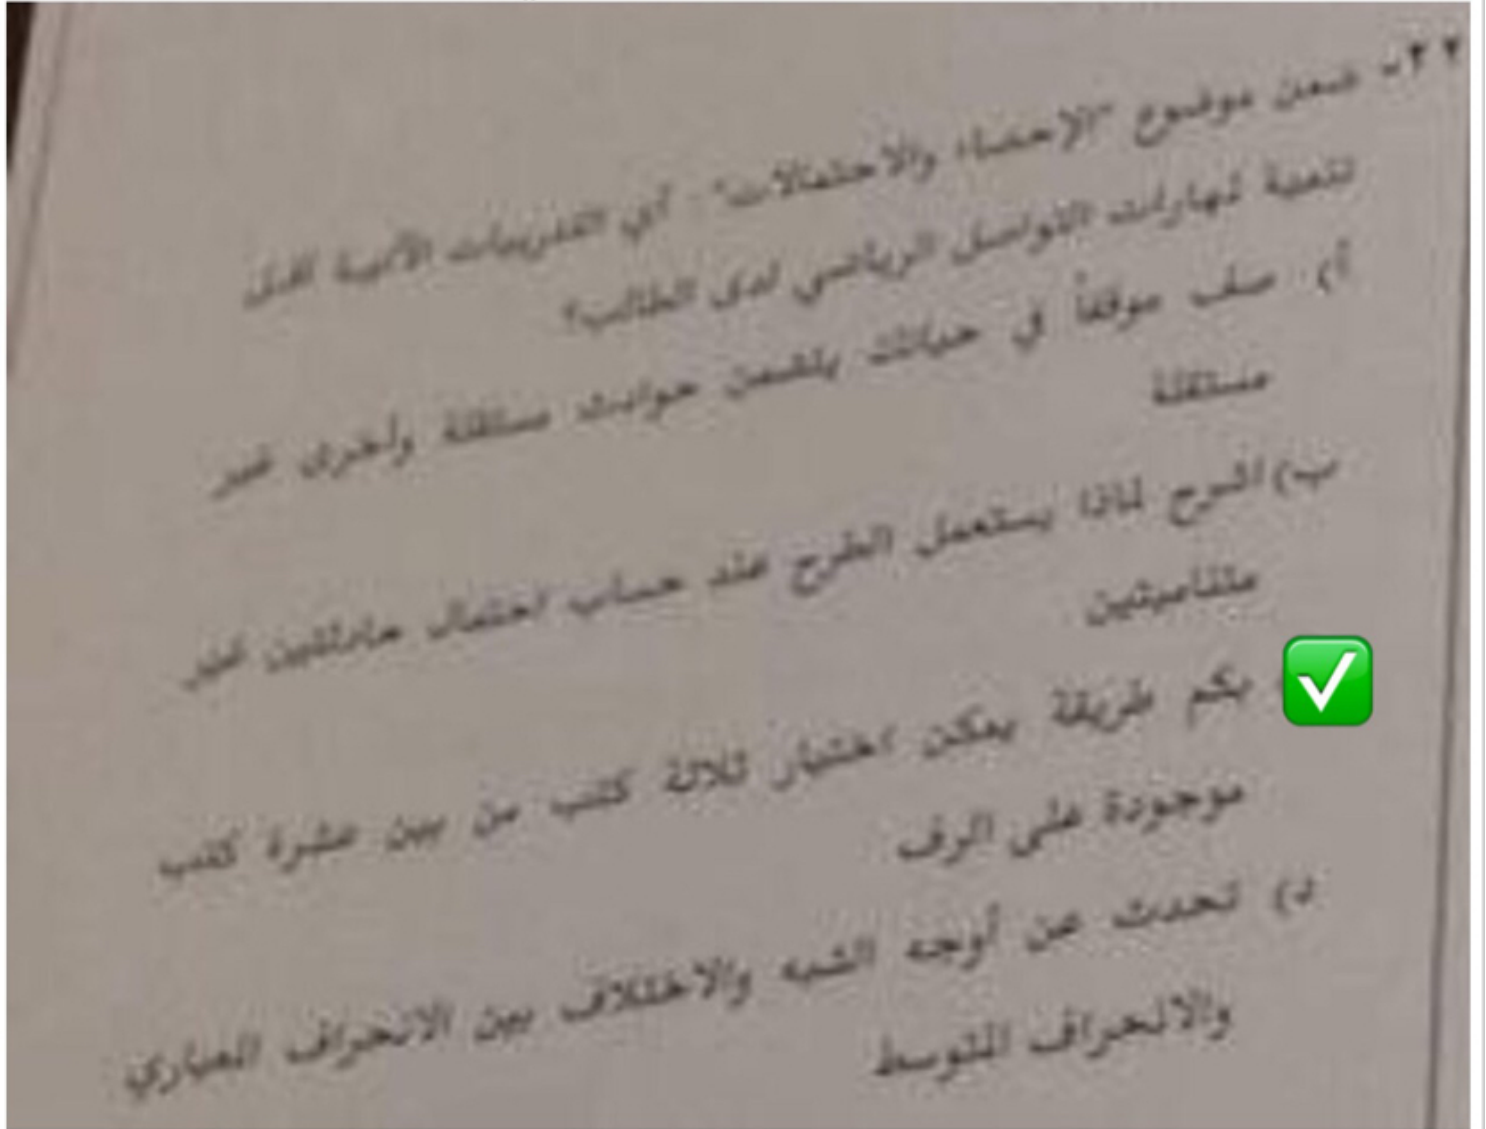 ٢٢- ضمن موضوع "الإحصاء والاحتمالات". أي التدريبات الآتية أقل
تنمية لمهارات التواصل الرياضي لدى الطالب؟
أ) صف موقفاً في حياتك يتضمن حوادث مستقلة وأخرى غير
مستقلة
ب) اشرح لماذا يستعمل الطرح عند حساب احتمال حادثتين غير
متنافيتين
بكم طريقة يمكن اختيار ثلاثة كتب من بين عشرة كتب
موجودة على الرف
د) تحدث عن أوجه الشبه والاختلاف بين الانحراف المعياري
والانحراف المتوسط